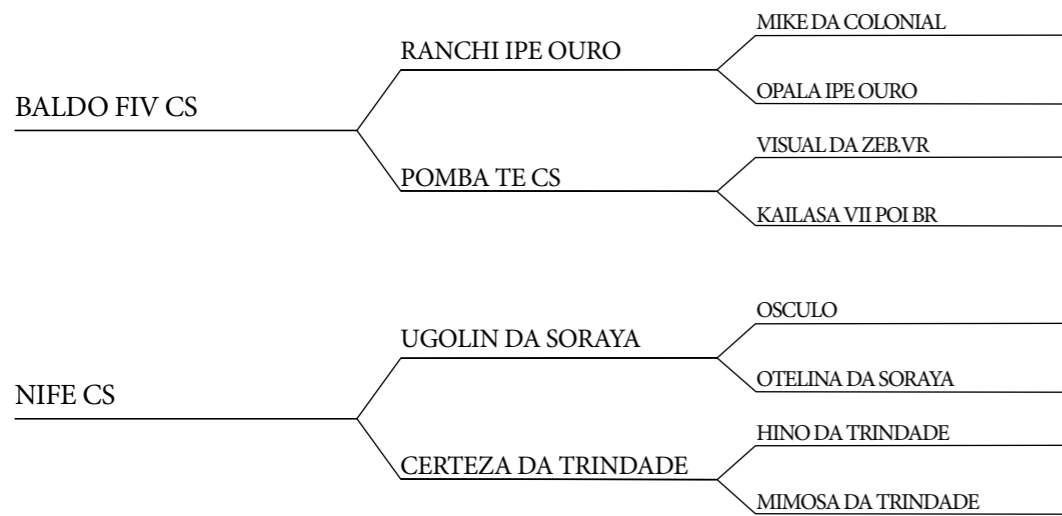 MIKE DA COLONIAL
RANCHI IPE OURO
OPALA IPE OURO
BALDO FIV CS
VISUAL DA ZEB.VR
POMBA TE CS
KAILASA VII POI BR
OSCULO
UGOLIN DA SORAYA
OTELINA DA SORAYA
NIFE CS
HINO DA TRINDADE
CERTEZA DA TRINDADE
MIMOSA DA TRINDADE